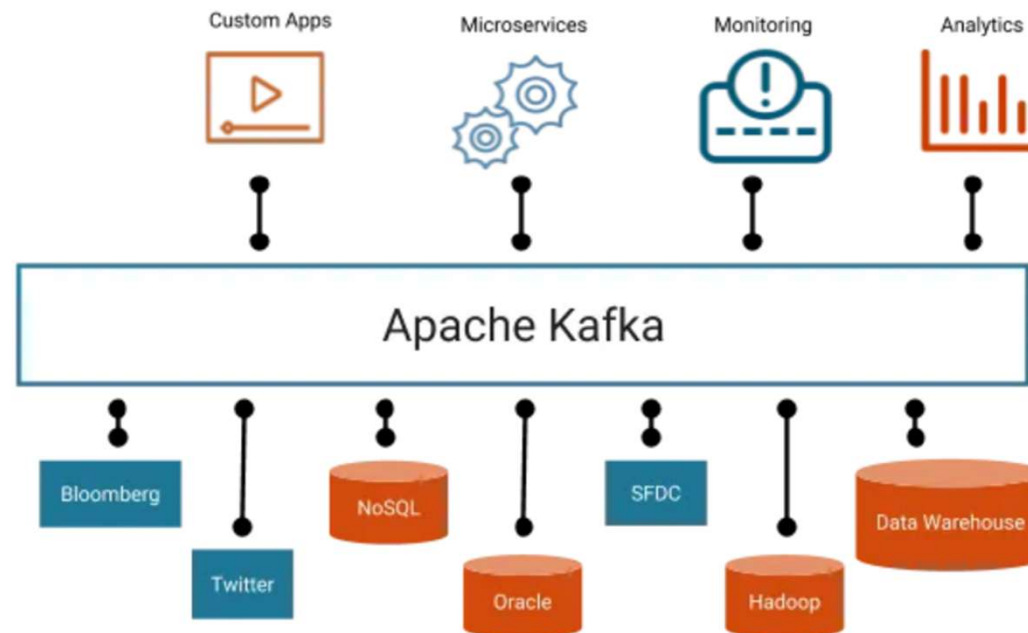 Custom Apps
Microservices
Monitoring
Analytics
Apache Kafka
Bloomberg
NoSQL
SFDC
Data Warehouse
Twitter
Oracle
Hadoop